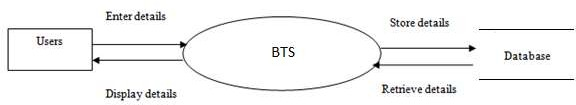 Enter details
Store details
Users
BTS
Database
Display details
Retrieve details